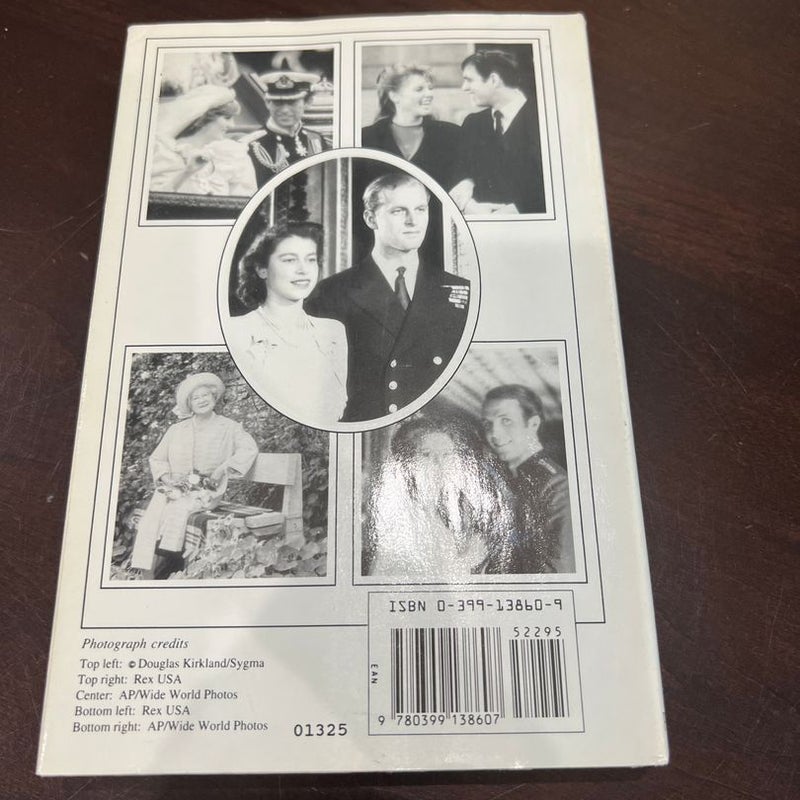 ISBN 0-399-13860-9
52295
EAN
9 780399 138607
Photograph credits
Top left: © Douglas Kirkland/Sygma
Top right: Rex USA
Center: AP/Wide World Photos
Bottom left: Rex USA
Bottom right: AP/Wide World Photos
01325